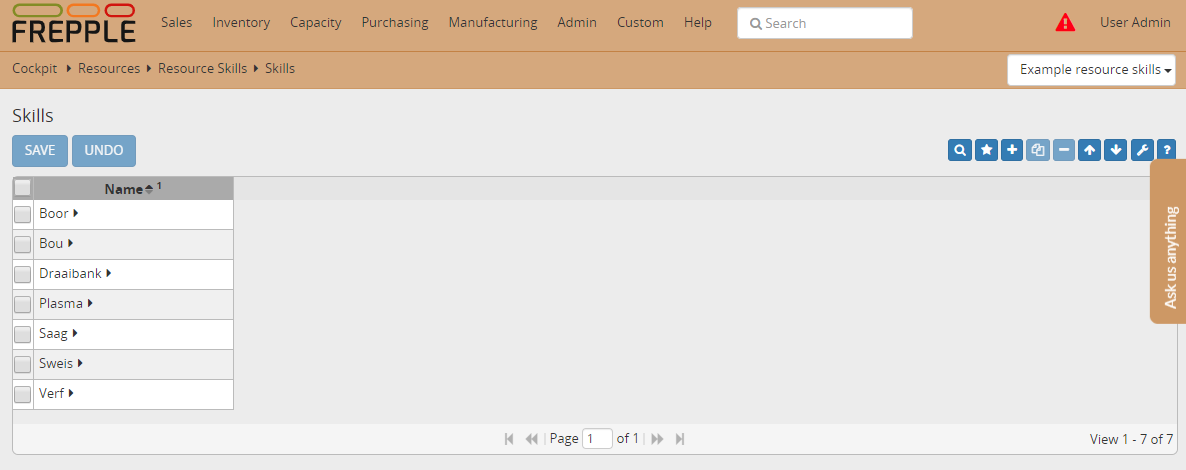 FREPPLE
Sales Inventory Capacity Purchasing Manufacturing Admin Custom Help Search User Admin
Cockpit Resources Resource Skills Skills Example resource skills
Skills
SAVE UNDO ?
Name 1
Boor
Bou
Draaibank
Plasma
Saag
Sweis
Verf
Ask us anything
Page 1 of 1 View 1 - 7 of 7